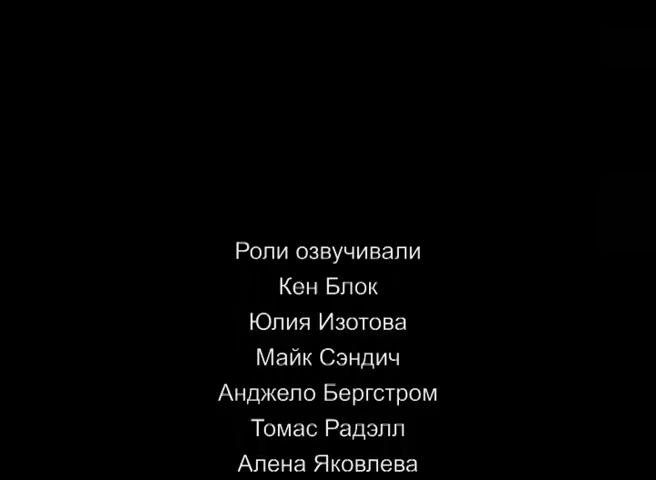 Роли озвучивали
Кен Блок
Юлия Изотова
Майк Сэндич
Анджело Бергстром
Томас Радэлл
Алена Яковлева